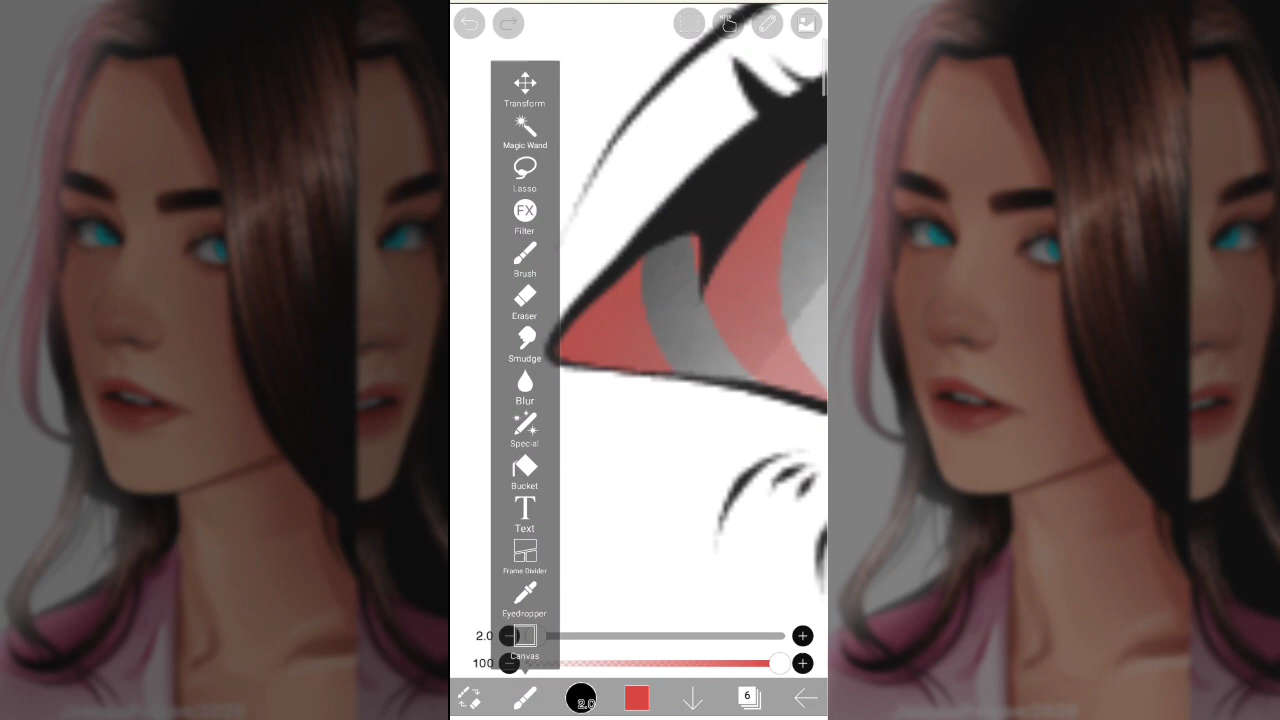 Transform
Magic Wand
Lasso
FX
Filter
Brush
Eraser
Smudge
Blur
Special
Bucket
T
Text
Frame Divider
Eyedropper
2.0
Canvas
100
2.0
6